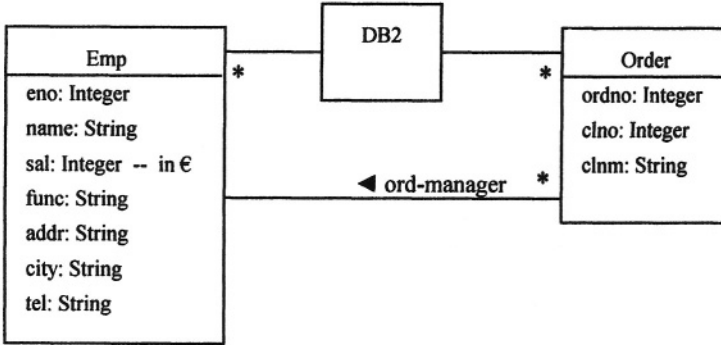 Emp
eno: Integer
name: String
sal: Integer -- in €
func: String
addr: String
city: String
tel: String
*
DB2
*
◄ ord-manager
*
Order
ordno: Integer
clno: Integer
clnm: String